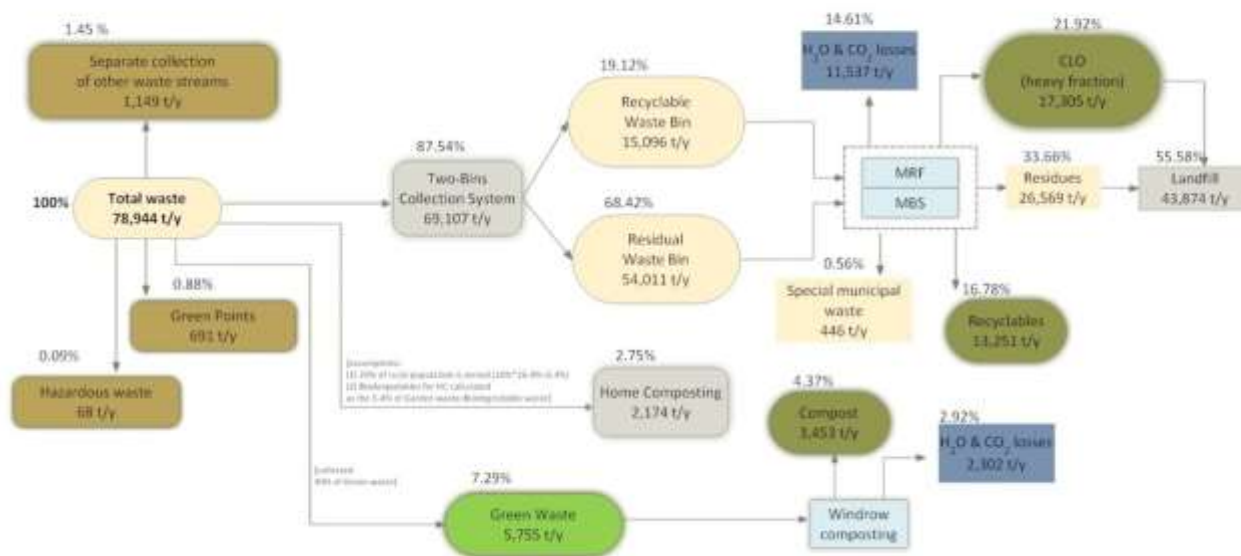 1.45 %
Separate collection
of other waste streams
1,149 t/y
100%
Total waste
78,944 t/y
0.88%
Green Points
691 t/y
0.09%
Hazardous waste
68 t/y
87.54%
Two-Bins
Collection System
69,107 t/y
19.12%
Recyclable
Waste Bin
15,096 t/y
68.42%
Residual
Waste Bin
54,011 t/y
14.61%
H₂O & CO₂ losses
11,537 t/y
21.92%
CLO
(heavy fraction)
17,305 t/y
MRF
MBS
33.66%
Residues
26,569 t/y
55.58%
Landfill
43,874 t/y
0.56%
Special municipal
waste
446 t/y
16.78%
Recyclables
13,251 t/y
2.75%
Home Composting
2,174 t/y
4.37%
Compost
3,453 t/y
2.92%
H₂O & CO₂ losses
2,302 t/y
7.29%
Green Waste
5,755 t/y
Windrow
composting